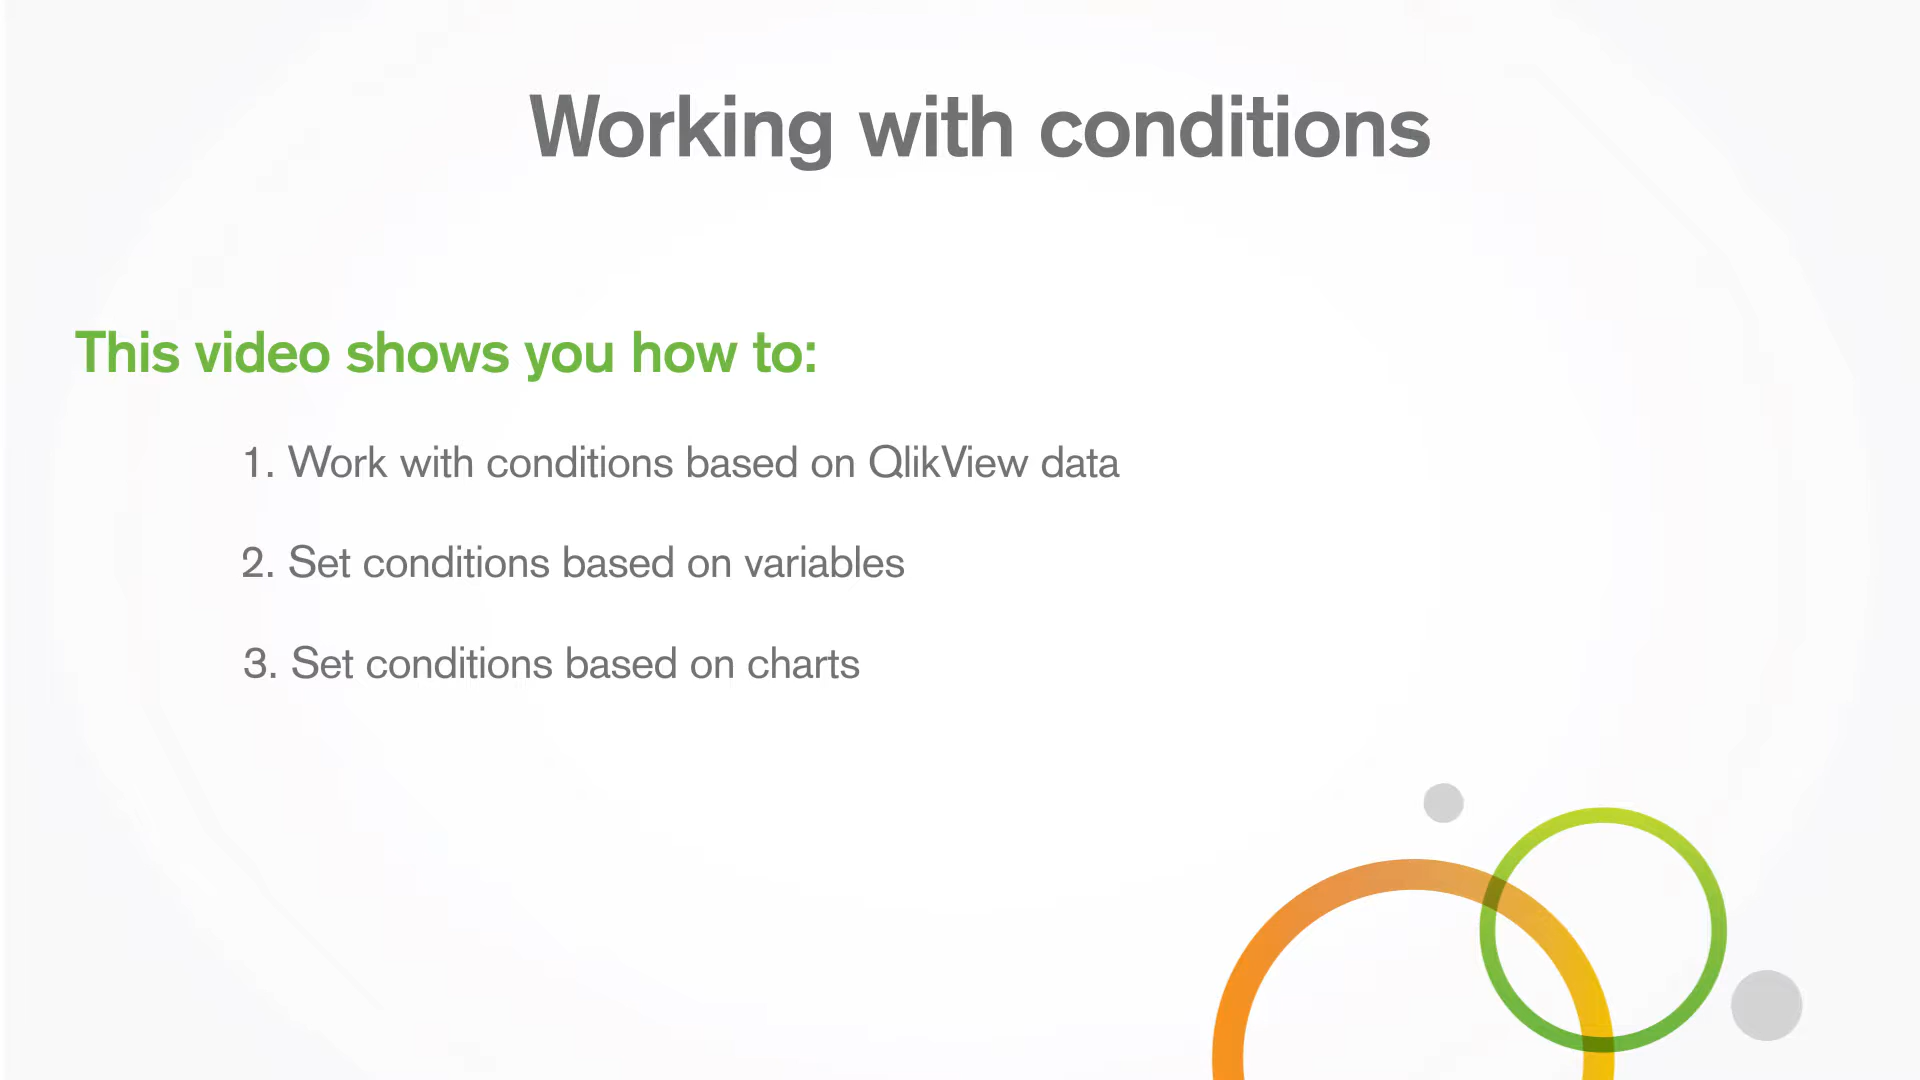 Working with conditions
This video shows you how to:
1. Work with conditions based on QlikView data
2. Set conditions based on variables
3. Set conditions based on charts